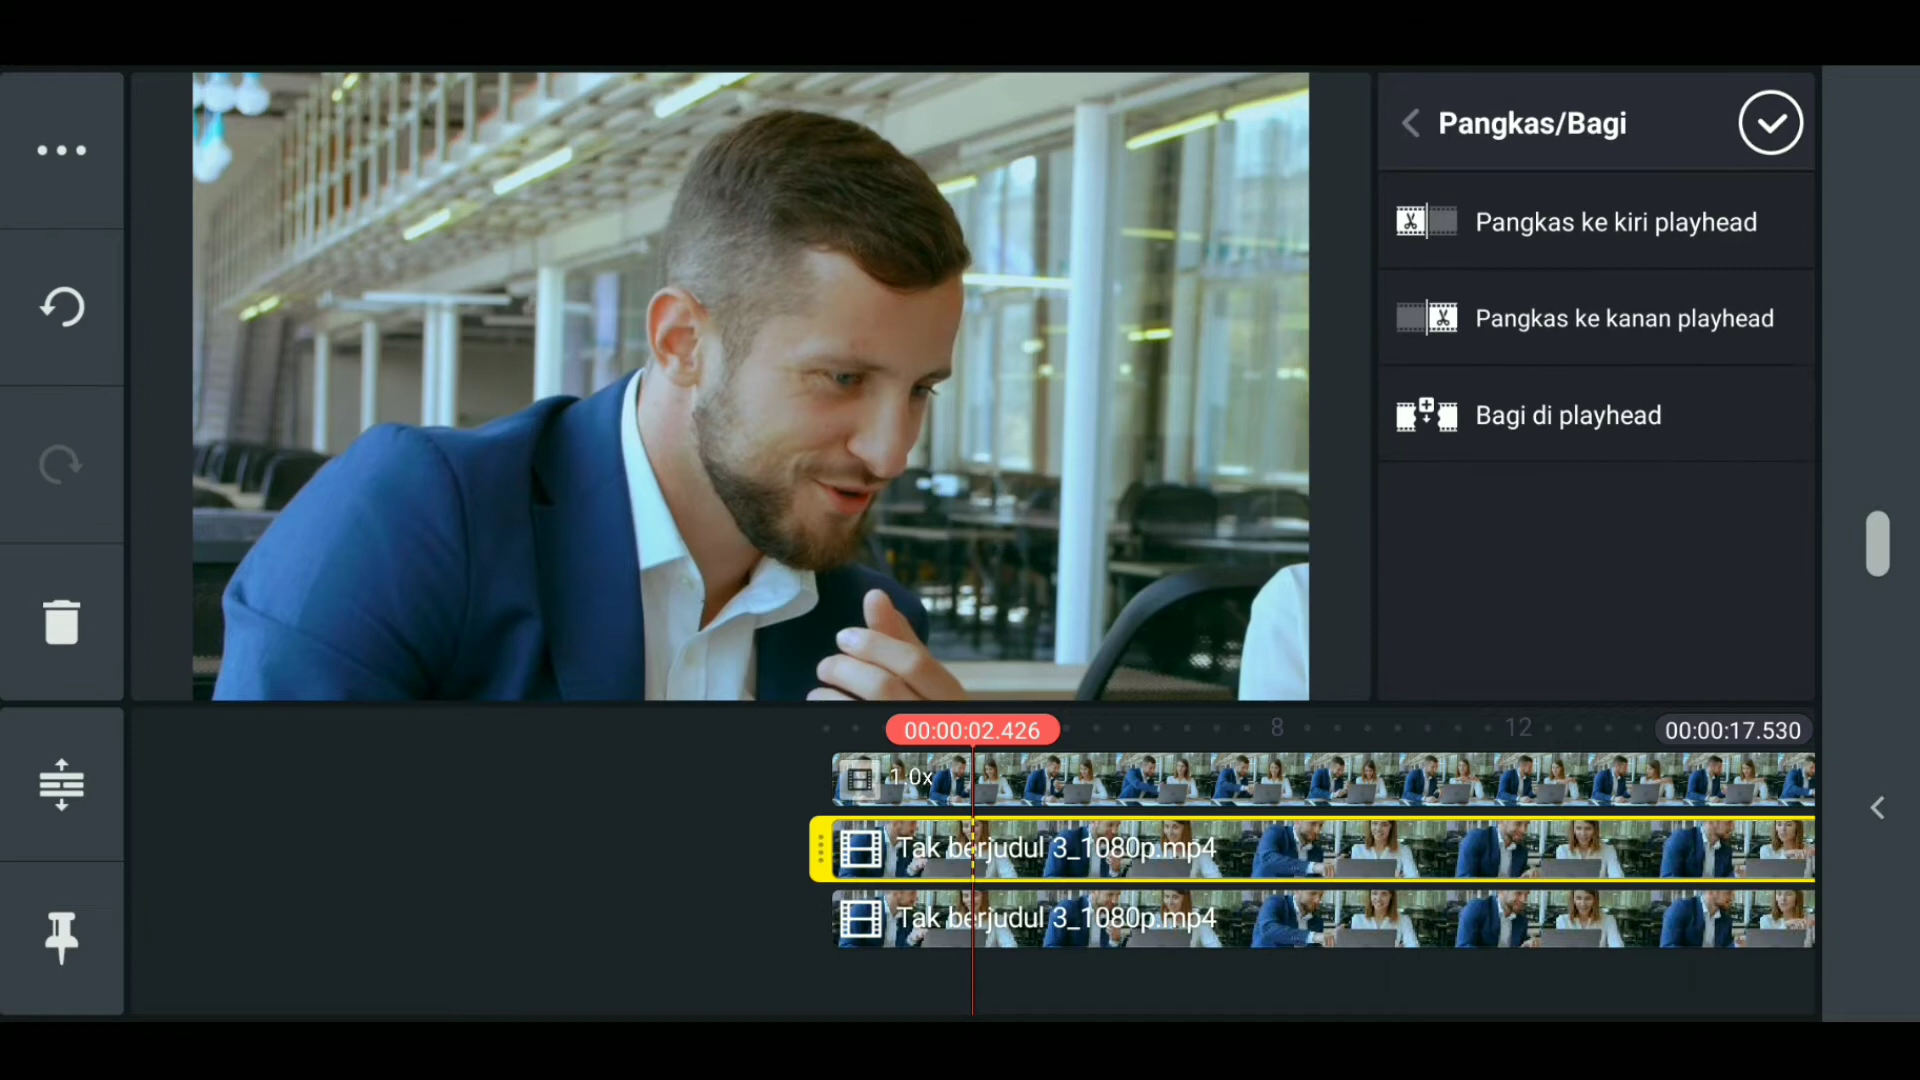 Pangkas/Bagi
Pangkas ke kiri playhead
Pangkas ke kanan playhead
Bagi di playhead
00:00:02.426
8
12
00:00:17.530
1.0x
Tak berjudul 3_1080p.mp4
Tak berjudul 3_1080p.mp4